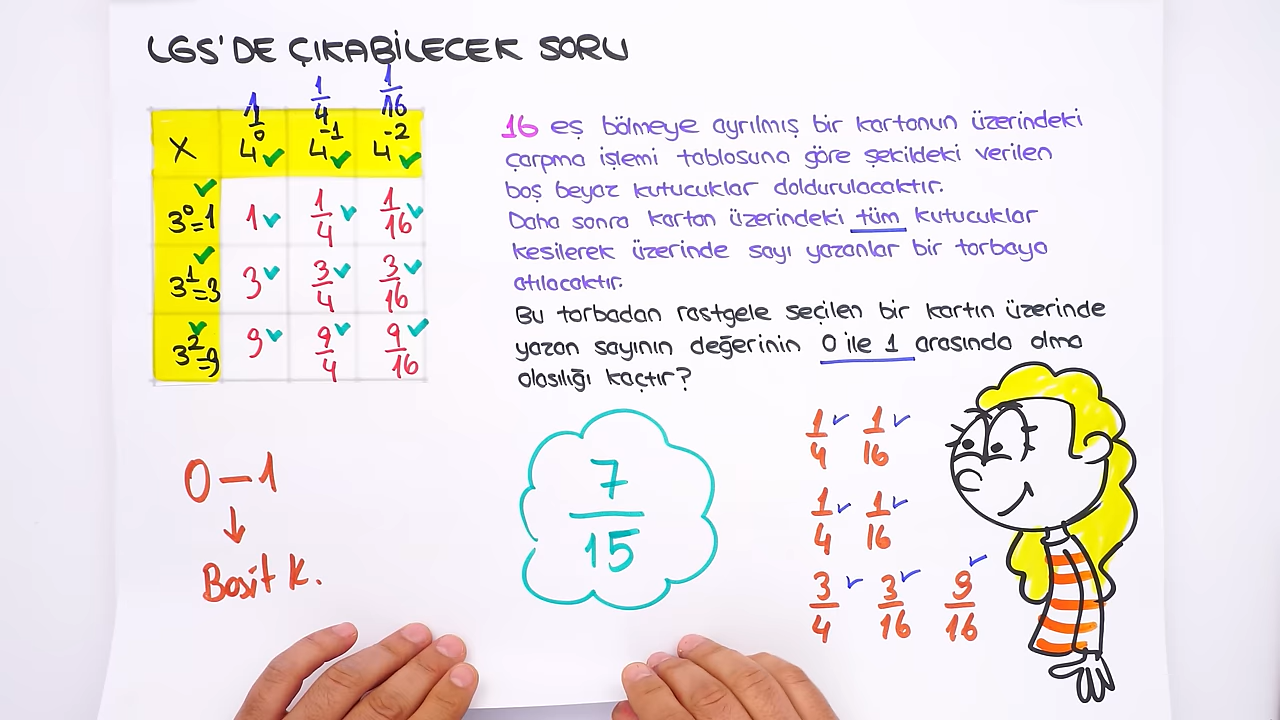 LGS'DE ÇIKABİLECEK SORU
1/1 1/4 1/16
x 4^0 ✓ 4^-1 ✓ 4^-2 ✓
3^0=1 ✓ 1 ✓ 1/4 ✓ 1/16 ✓
3^1=3 ✓ 3 ✓ 3/4 ✓ 3/16 ✓
3^2=9 ✓ 9 ✓ 9/4 ✓ 9/16 ✓
16 eş bölmeye ayrılmış bir kartonun üzerindeki
çarpma işlemi tablosuna göre şekildeki verilen
boş beyaz kutucuklar doldurulacaktır.
Daha sonra karton üzerindeki tüm kutucuklar
kesilerek üzerinde sayı yazanlar bir torbaya
atılacaktır.
Bu torbadan rastgele seçilen bir kartın üzerinde
yazan sayının değerinin 0 ile 1 arasında olma
olasılığı kaçtır?
0 – 1
↓
Basit K.
7/15
1/4 ✓ 1/16 ✓
1/4 ✓ 1/16 ✓
3/4 ✓ 3/16 ✓ 9/16 ✓